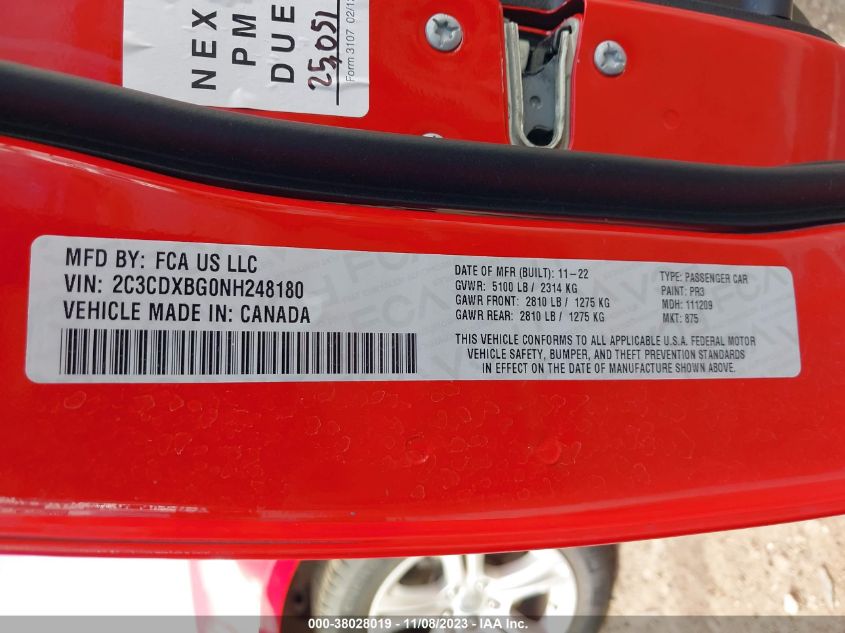 NEX
PM
DUE
25,051
Form 3107 02/1
MFD BY: FCA US LLC
VIN: 2C3CDXBG0NH248180
VEHICLE MADE IN: CANADA
DATE OF MFR (BUILT): 11-22
GVWR: 5100 LB / 2314 KG
GAWR FRONT: 2810 LB / 1275 KG
GAWR REAR: 2810 LB / 1275 KG
TYPE: PASSENGER CAR
PAINT: PR3
MDH: 111209
MKT: 875
THIS VEHICLE CONFORMS TO ALL APPLICABLE U.S.A. FEDERAL MOTOR
VEHICLE SAFETY, BUMPER, AND THEFT PREVENTION STANDARDS
IN EFFECT ON THE DATE OF MANUFACTURE SHOWN ABOVE.
000-38028019 - 11/08/2023 - IAA Inc.